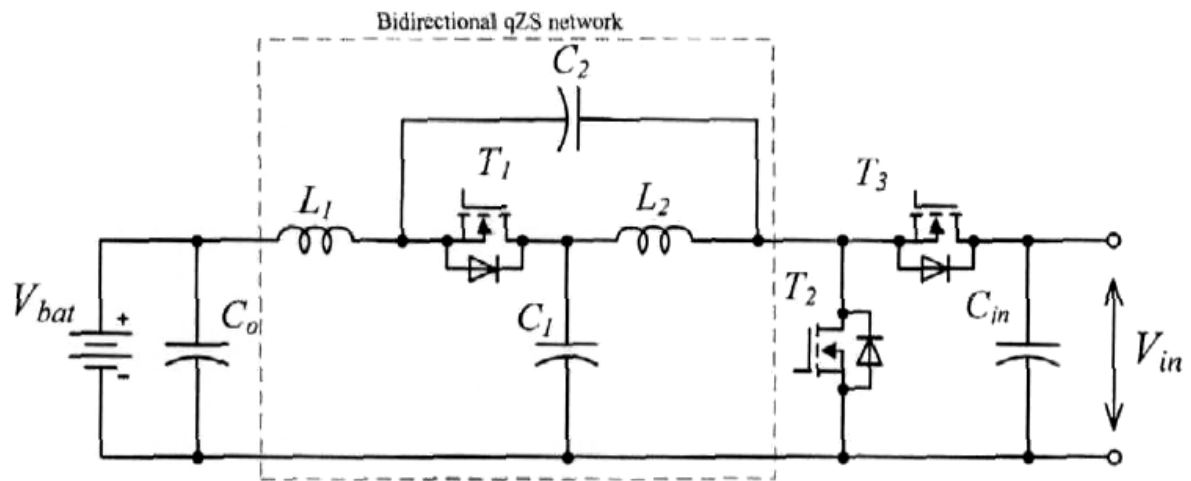 Bidirectional qZS network
C2
T1
T3
L1
L2
T2
Vbat
+
-
Co
C1
Cin
Vin